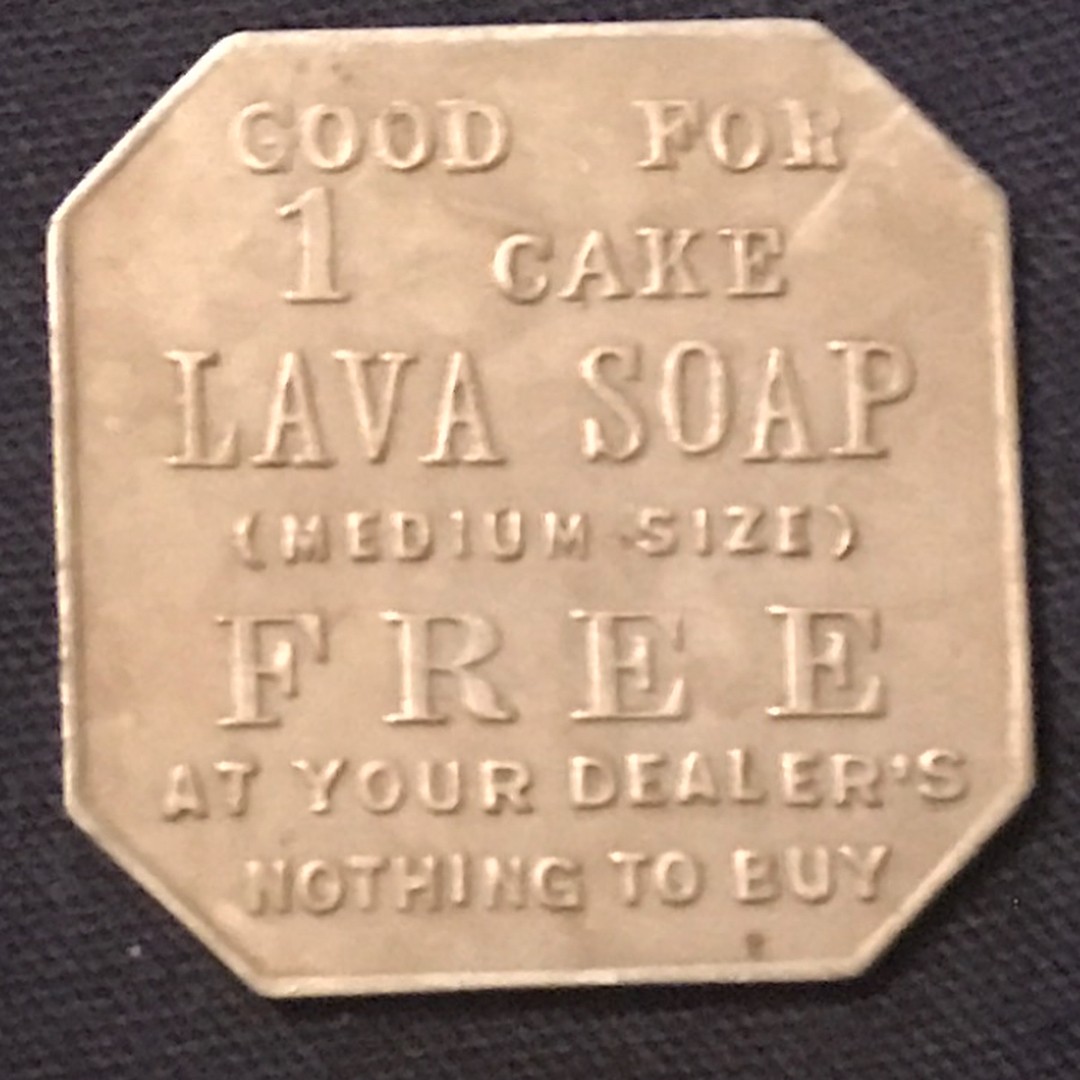 GOOD FOR
1 CAKE
LAVA SOAP
(MEDIUM SIZE)
FREE
AT YOUR DEALER'S
NOTHING TO BUY